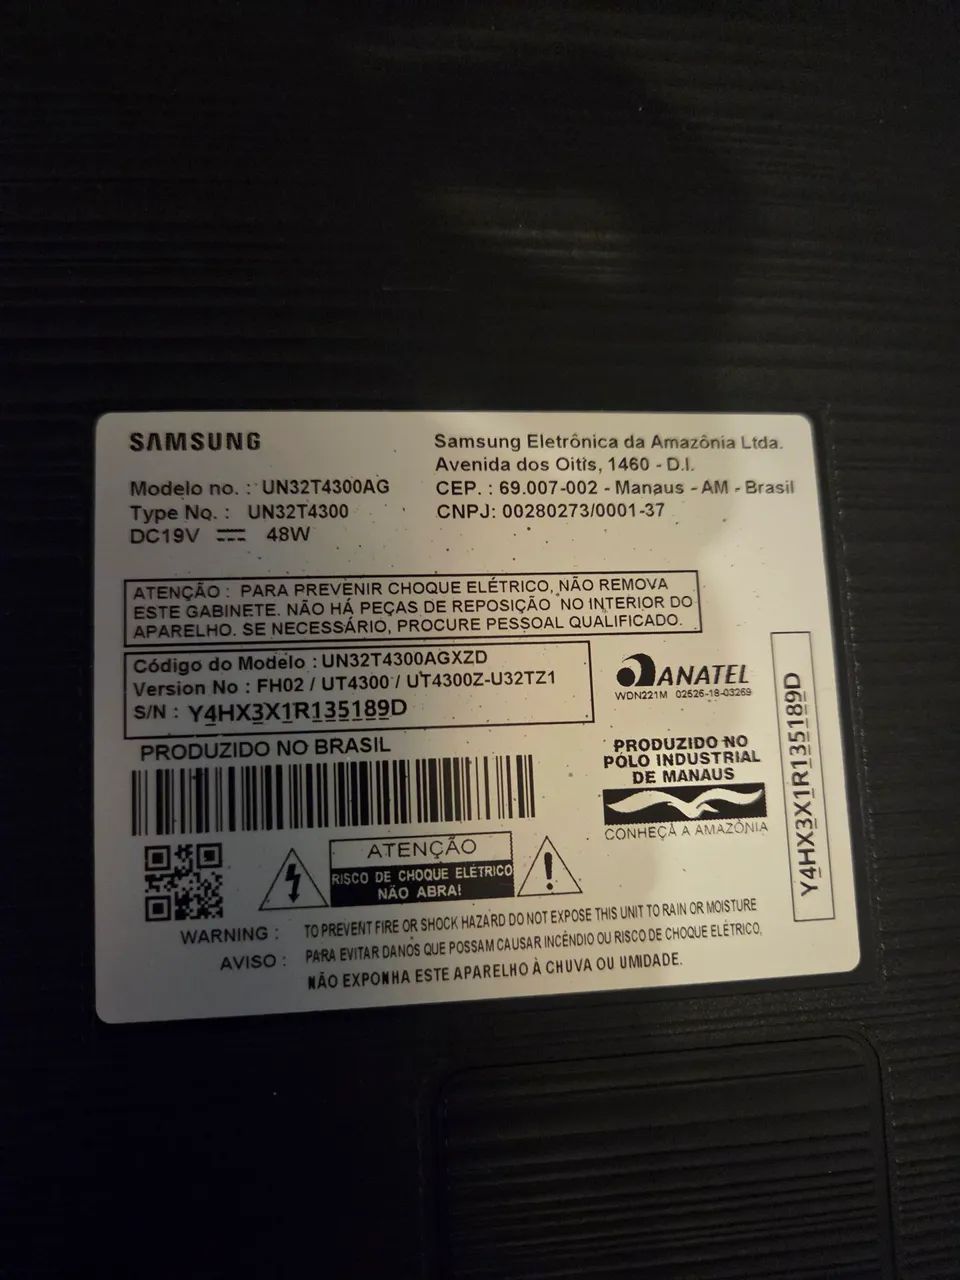 SAMSUNG
Modelo no. : UN32T4300AG
Type No. : UN32T4300
DC19V 48W
Samsung Eletrônica da Amazônia Ltda.
Avenida dos Oitis, 1460 - D.I.
CEP. : 69.007-002 - Manaus - AM - Brasil
CNPJ: 00280273/0001-37
ATENÇÃO : PARA PREVENIR CHOQUE ELÉTRICO, NÃO REMOVA
ESTE GABINETE. NÃO HÁ PEÇAS DE REPOSIÇÃO NO INTERIOR DO
APARELHO. SE NECESSÁRIO, PROCURE PESSOAL QUALIFICADO.
Código do Modelo : UN32T4300AGXZD
Version No : FH02 / UT4300 / UT4300Z-U32TZ1
S/N : Y4HX3X1R135189D
ANATEL
WDN221M 02526-18-03269
PRODUZIDO NO BRASIL
PRODUZIDO NO
PÓLO INDUSTRIAL
DE MANAUS
CONHEÇA A AMAZÔNIA
Y4HX3X1R135189D
ATENÇÃO
RISCO DE CHOQUE ELÉTRICO
NÃO ABRA!
WARNING : TO PREVENT FIRE OR SHOCK HAZARD DO NOT EXPOSE THIS UNIT TO RAIN OR MOISTURE
AVISO : PARA EVITAR DANOS QUE POSSAM CAUSAR INCÊNDIO OU RISCO DE CHOQUE ELÉTRICO,
NÃO EXPONHA ESTE APARELHO À CHUVA OU UMIDADE.